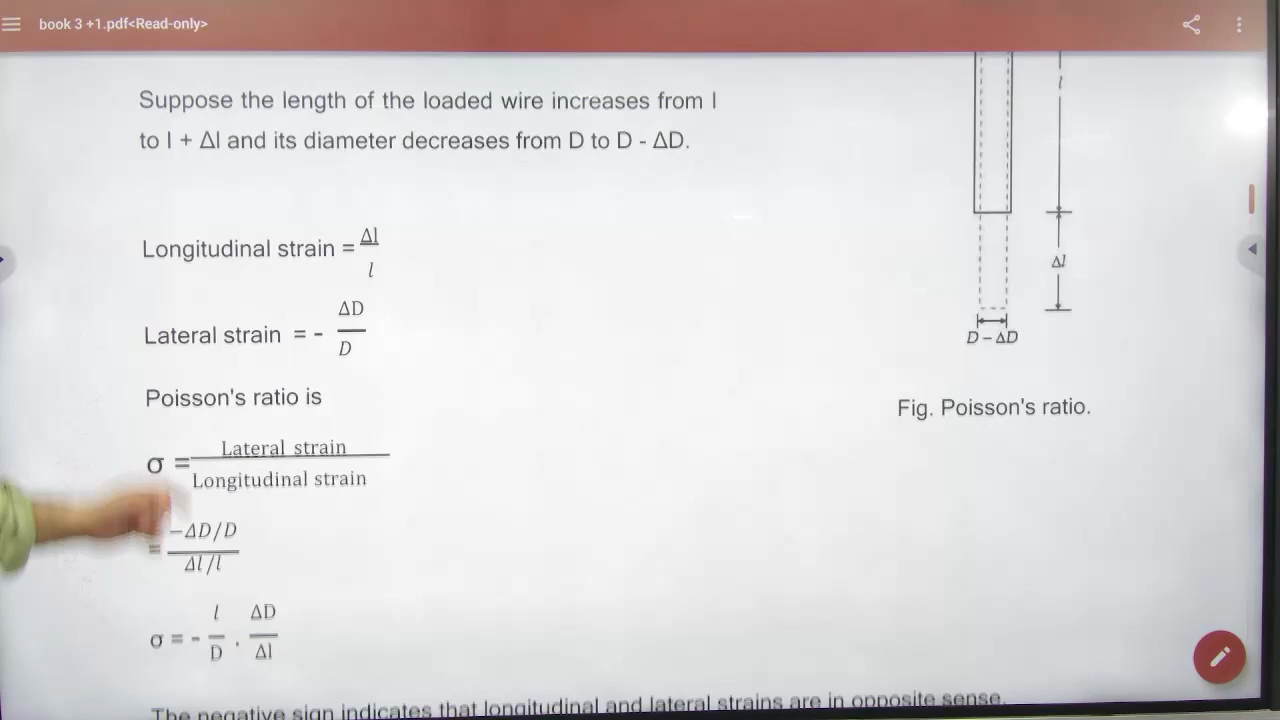 book 3 +1.pdf<Read-only>
Suppose the length of the loaded wire increases from l
to l + Δl and its diameter decreases from D to D - ΔD.
l
Longitudinal strain = Δl
l
Δl
Lateral strain = - ΔD
D
D – ΔD
Poisson's ratio is
Fig. Poisson's ratio.
σ = Lateral strain
Longitudinal strain
= −ΔD/D
Δl/l
σ = - l/D . ΔD/Δl
The negative sign indicates that longitudinal and lateral strains are in opposite sense.